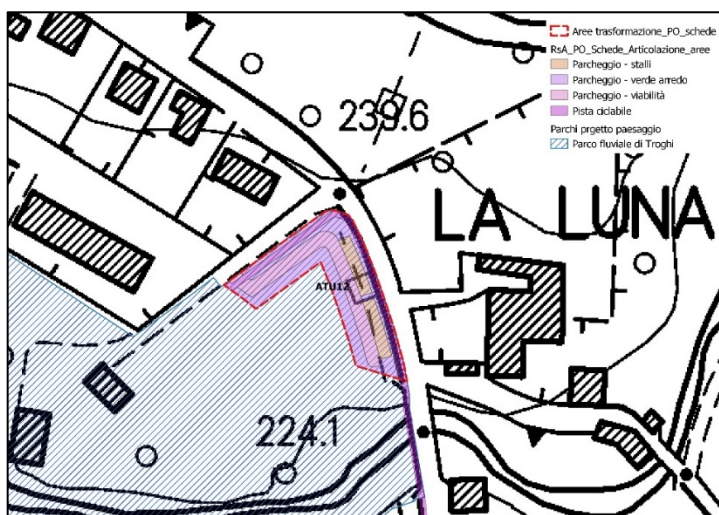 Aree trasformazione_PO_schede
RsA_PO_Schede_Articolazione_aree
Parcheggio - stalli
Parcheggio - verde arredo
Parcheggio - viabilità
Pista ciclabile
Parchi prgetto paesaggio
Parco fluviale di Troghi
239.6
LA LUNA
ATU12
224.1